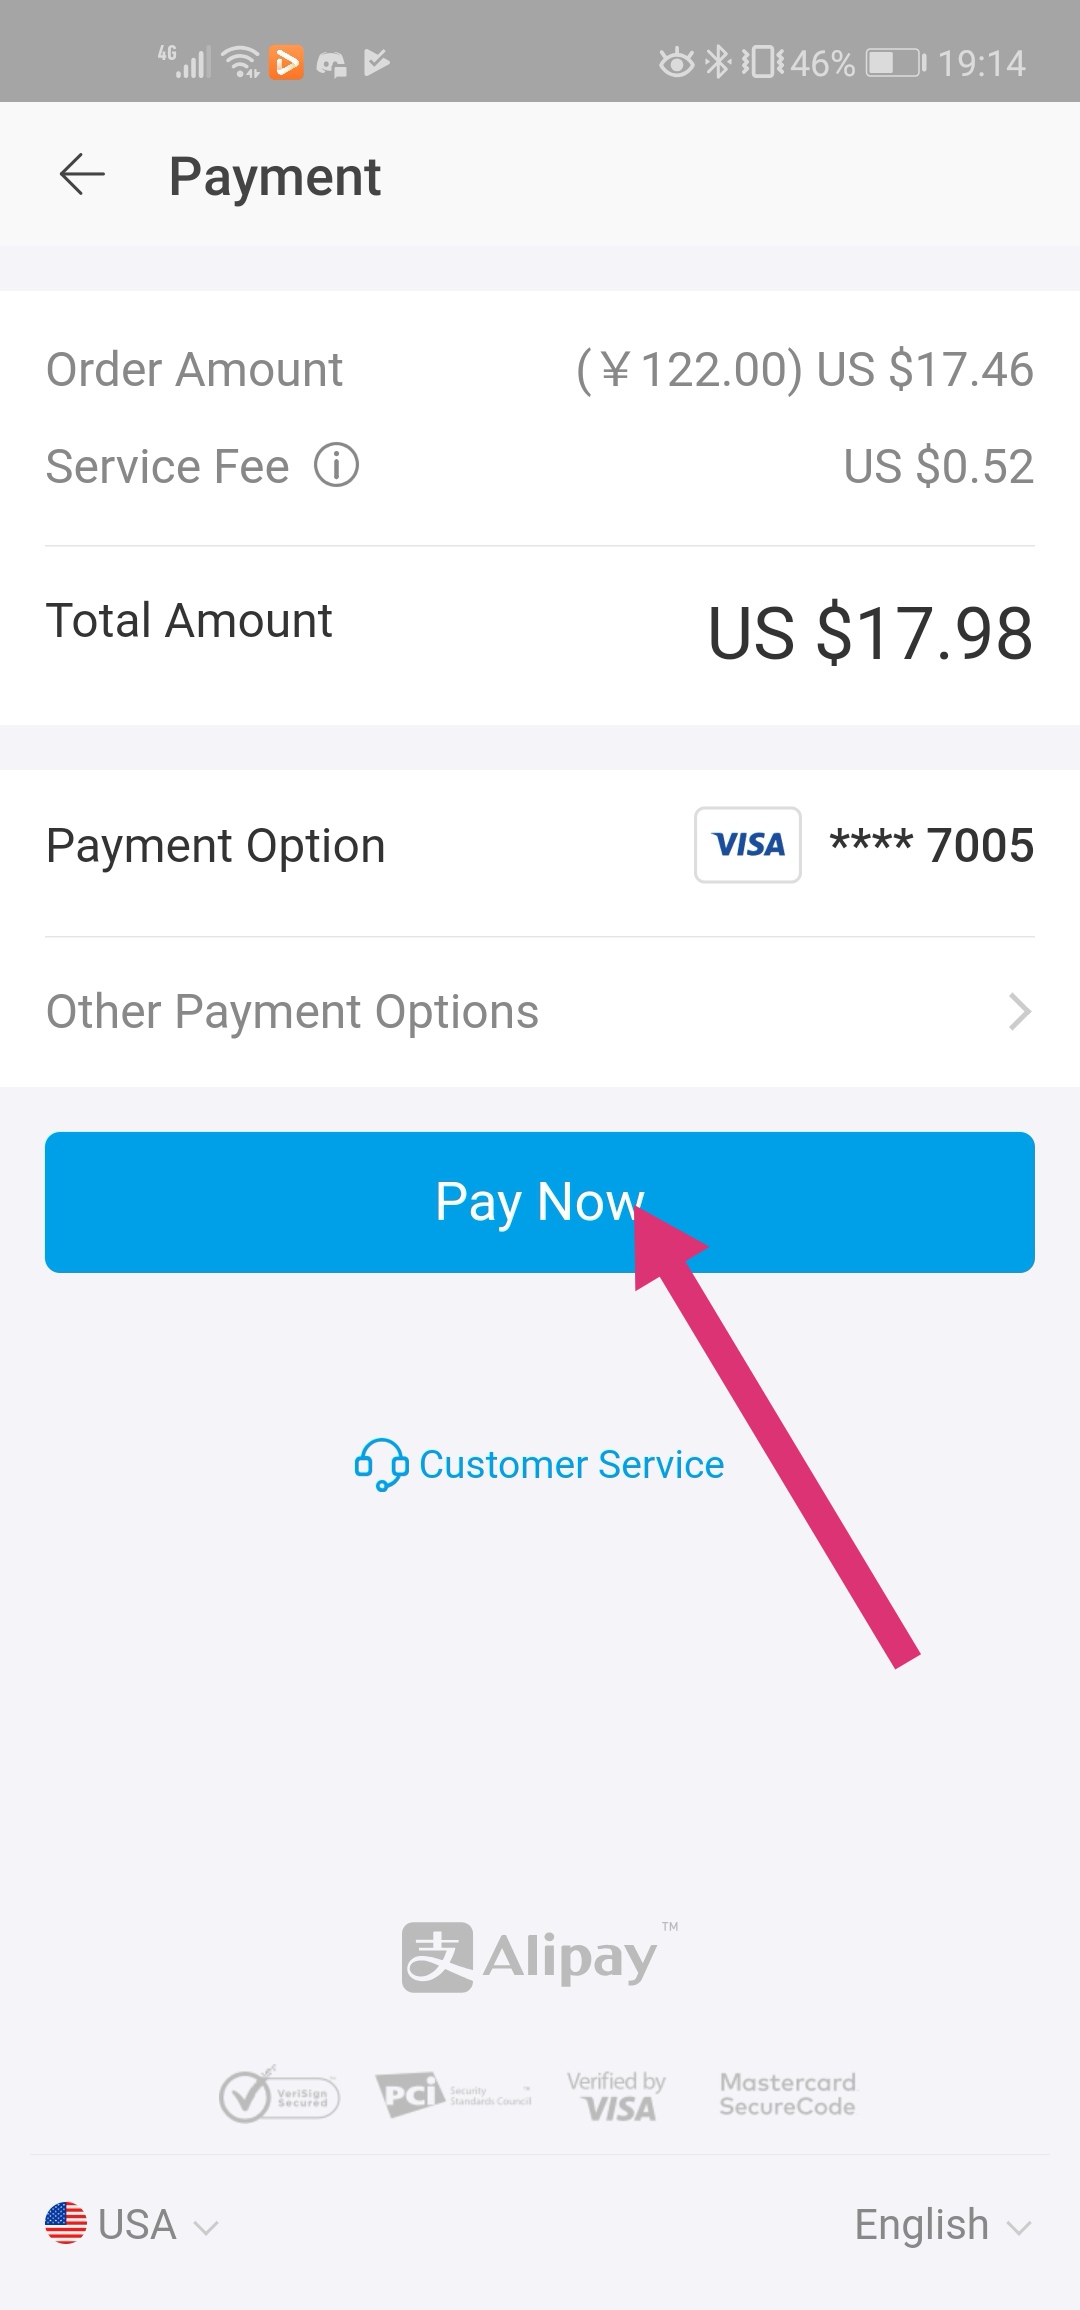 4G 46% 19:14
Payment
Order Amount (￥122.00) US $17.46
Service Fee US $0.52
Total Amount US $17.98
Payment Option VISA **** 7005
Other Payment Options
Pay Now
Customer Service
支 Alipay™
VeriSign Secured
PCi Security Standards Council
Verified by VISA
Mastercard SecureCode
USA English